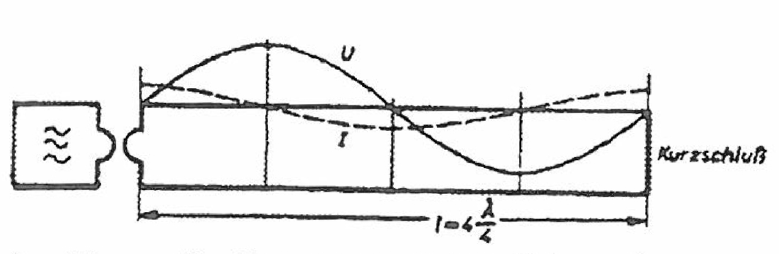 U
I
Kurzschluß
l=4 λ/4